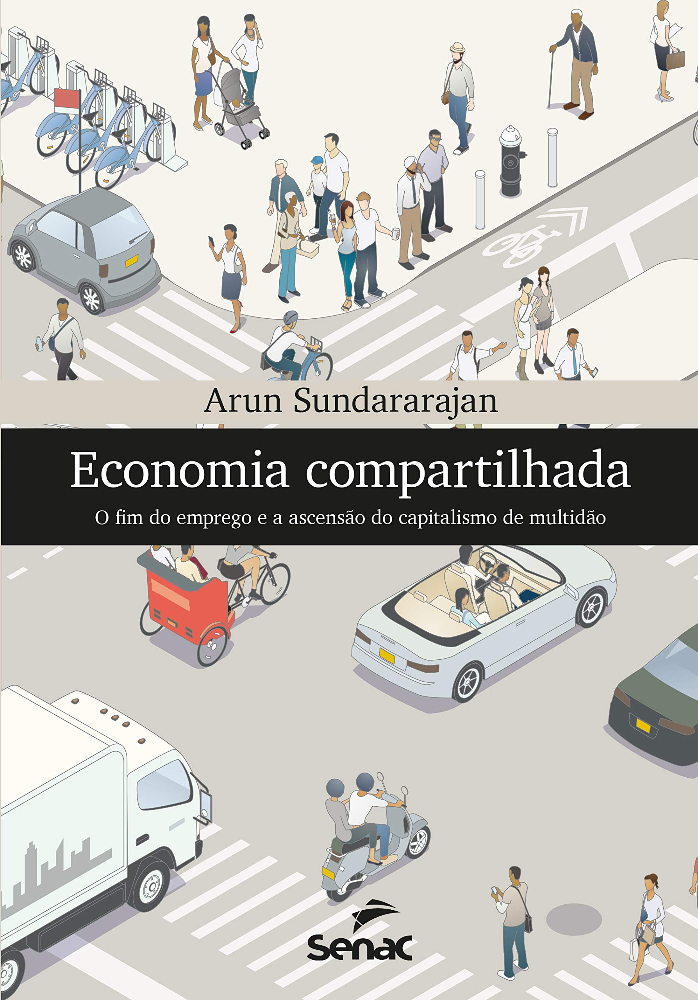 Arun Sundararajan
Economia compartilhada
O fim do emprego e a ascensão do capitalismo de multidão
Senac